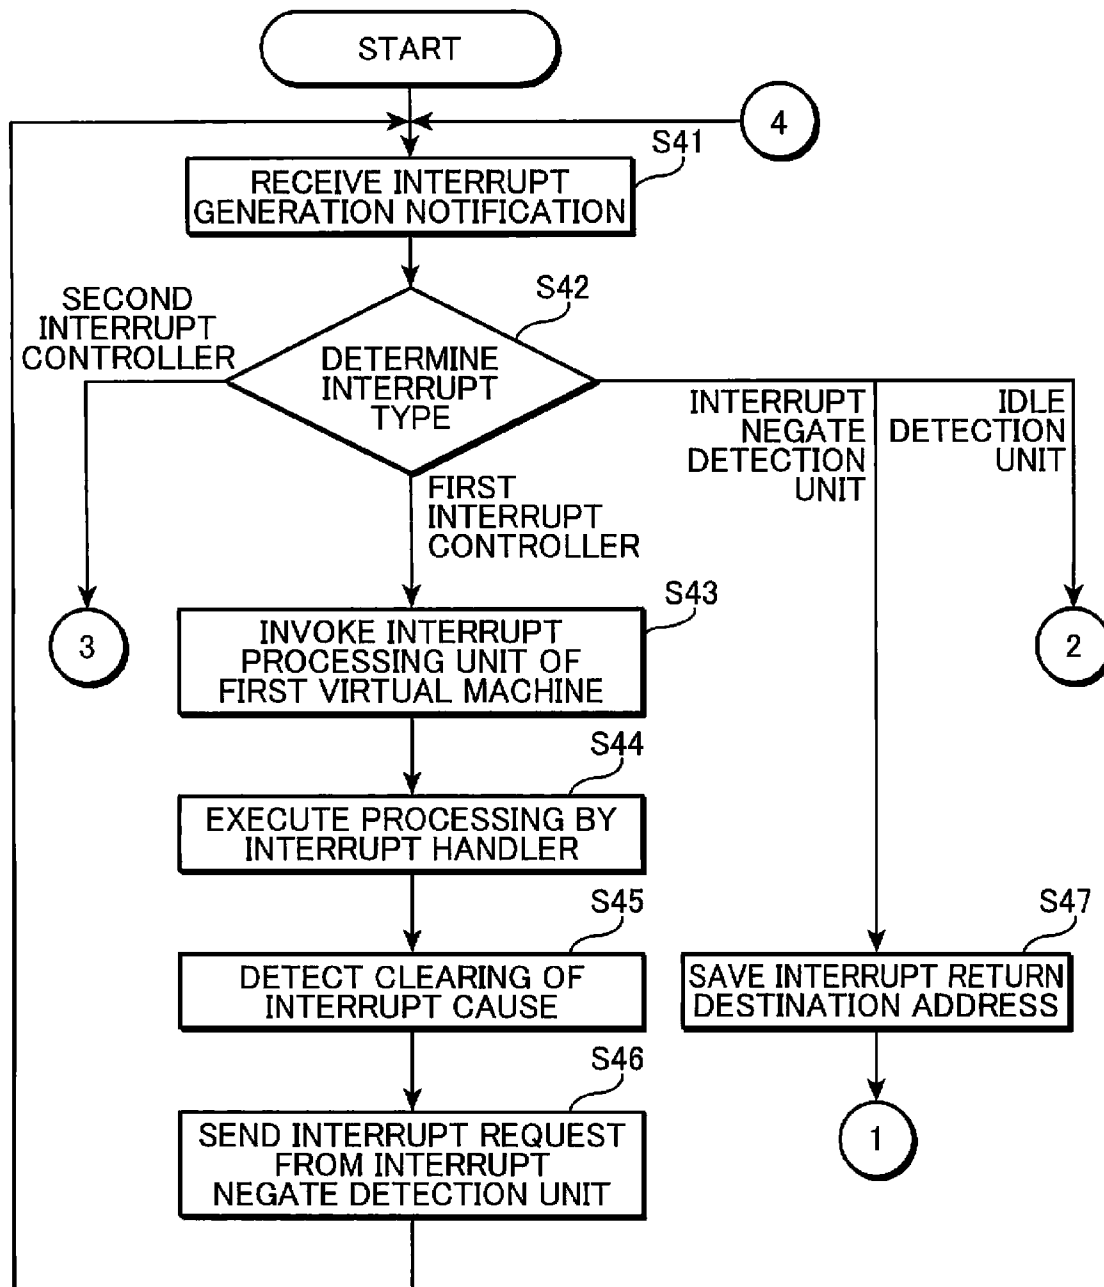 START
4
S41
RECEIVE INTERRUPT
GENERATION NOTIFICATION
S42
SECOND
INTERRUPT
CONTROLLER
DETERMINE
INTERRUPT
TYPE
INTERRUPT
NEGATE
DETECTION
UNIT
IDLE
DETECTION
UNIT
FIRST
INTERRUPT
CONTROLLER
3
2
S43
INVOKE INTERRUPT
PROCESSING UNIT OF
FIRST VIRTUAL MACHINE
S44
EXECUTE PROCESSING BY
INTERRUPT HANDLER
S45
DETECT CLEARING OF
INTERRUPT CAUSE
S47
SAVE INTERRUPT RETURN
DESTINATION ADDRESS
S46
SEND INTERRUPT REQUEST
FROM INTERRUPT
NEGATE DETECTION UNIT
1